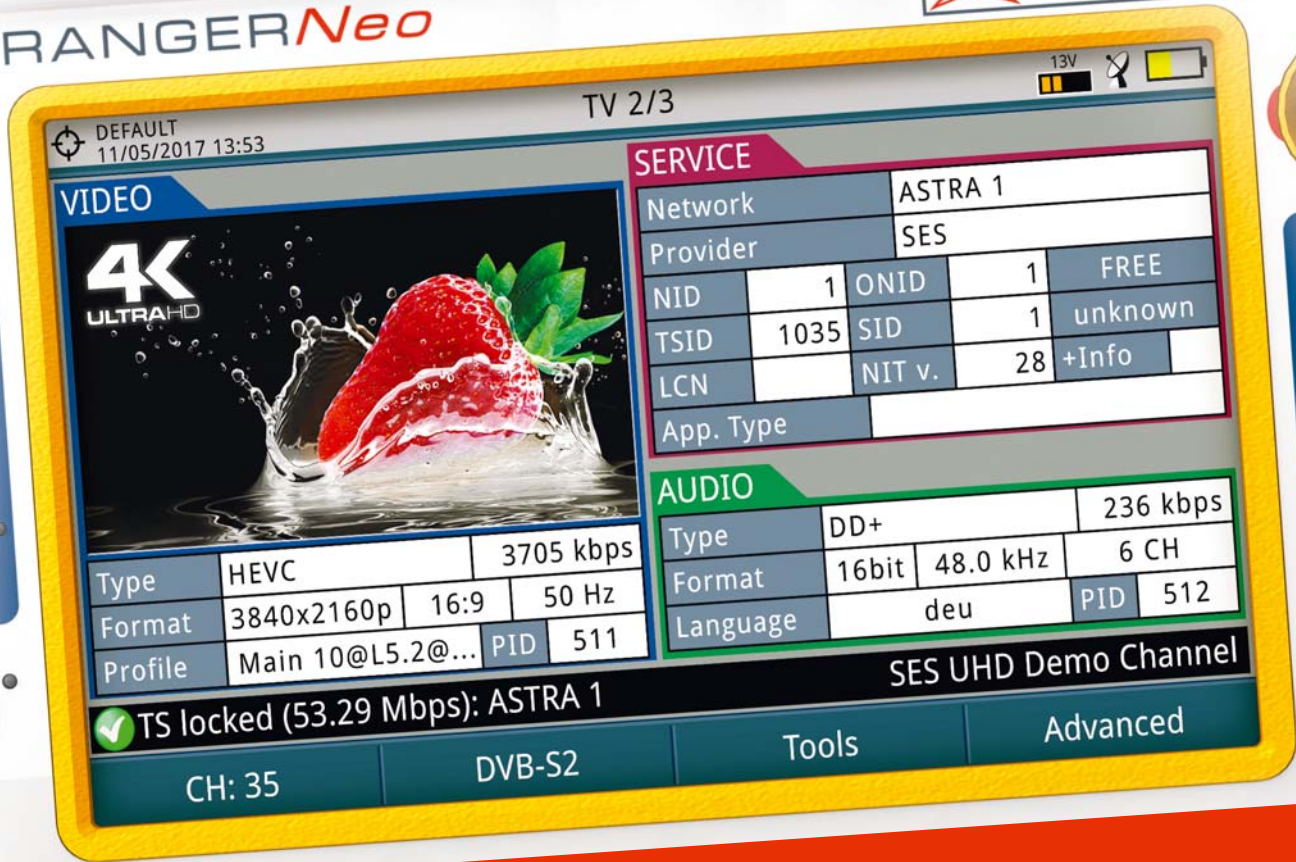 RANGERNeo
DEFAULT
11/05/2017 13:53
TV 2/3
13V
VIDEO
4K
ULTRAHD
Type HEVC 3705 kbps
Format 3840x2160p 16:9 50 Hz
Profile Main 10@L5.2@... PID 511
SERVICE
Network ASTRA 1
Provider SES
NID 1 ONID 1 FREE
TSID 1035 SID 1 unknown
LCN NIT v. 28 +Info
App. Type
AUDIO
Type DD+ 236 kbps
Format 16bit 48.0 kHz 6 CH
Language deu PID 512
TS locked (53.29 Mbps): ASTRA 1
SES UHD Demo Channel
CH: 35 DVB-S2 Tools Advanced